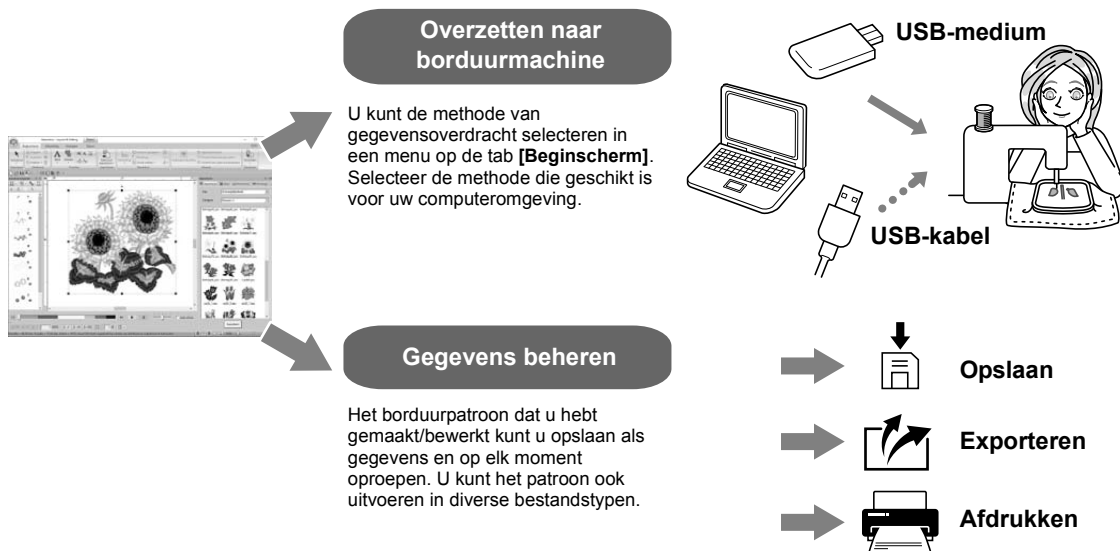 Overzetten naar
borduurmachine
U kunt de methode van
gegevensoverdracht selecteren in
een menu op de tab [Beginscherm].
Selecteer de methode die geschikt is
voor uw computeromgeving.
USB-medium
USB-kabel
Gegevens beheren
Het borduurpatroon dat u hebt
gemaakt/bewerkt kunt u opslaan als
gegevens en op elk moment
oproepen. U kunt het patroon ook
uitvoeren in diverse bestandstypen.
Opslaan
Exporteren
Afdrukken